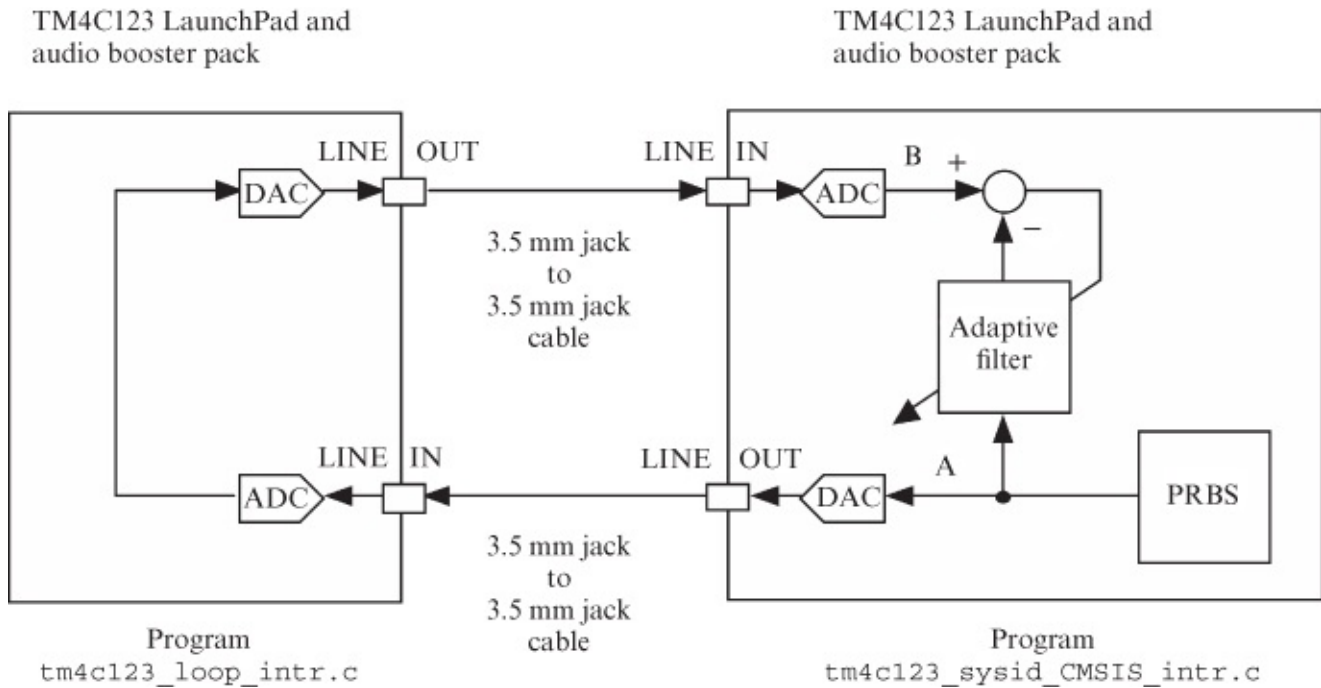 TM4C123 LaunchPad and
audio booster pack
TM4C123 LaunchPad and
audio booster pack
LINE OUT
LINE IN
B
+
DAC
ADC
−
3.5 mm jack
to
3.5 mm jack
cable
Adaptive
filter
LINE IN
LINE OUT
A
ADC
DAC
PRBS
3.5 mm jack
to
3.5 mm jack
cable
Program
tm4c123_loop_intr.c
Program
tm4c123_sysid_CMSIS_intr.c